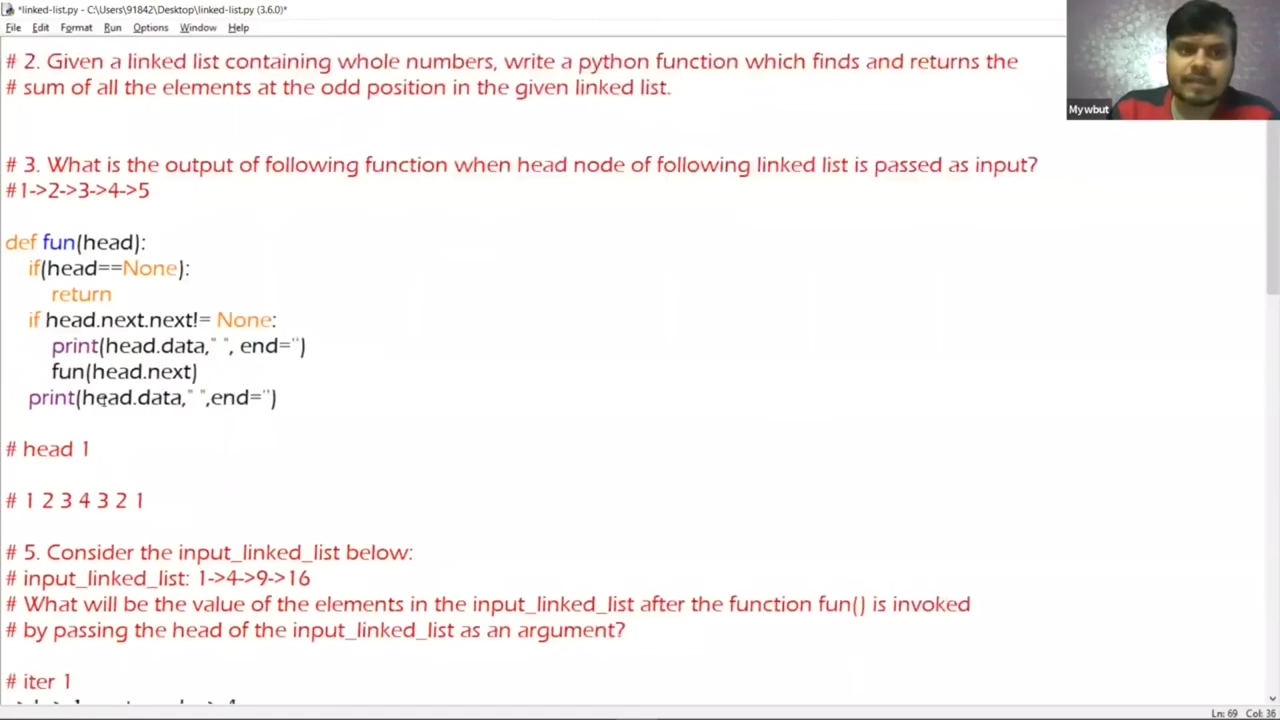 *linked-list.py - C:\Users\91842\Desktop\linked-list.py (3.6.0)*
File Edit Format Run Options Window Help
Mywbut
# 2. Given a linked list containing whole numbers, write a python function which finds and returns the
# sum of all the elements at the odd position in the given linked list.
# 3. What is the output of following function when head node of following linked list is passed as input?
#1->2->3->4->5
def fun(head):
if(head==None):
return
if head.next.next!= None:
print(head.data," ", end='')
fun(head.next)
print(head.data," ",end='')
# head 1
# 1 2 3 4 3 2 1
# 5. Consider the input_linked_list below:
# input_linked_list: 1->4->9->16
# What will be the value of the elements in the input_linked_list after the function fun() is invoked
# by passing the head of the input_linked_list as an argument?
# iter 1
Ln: 69 Col: 36